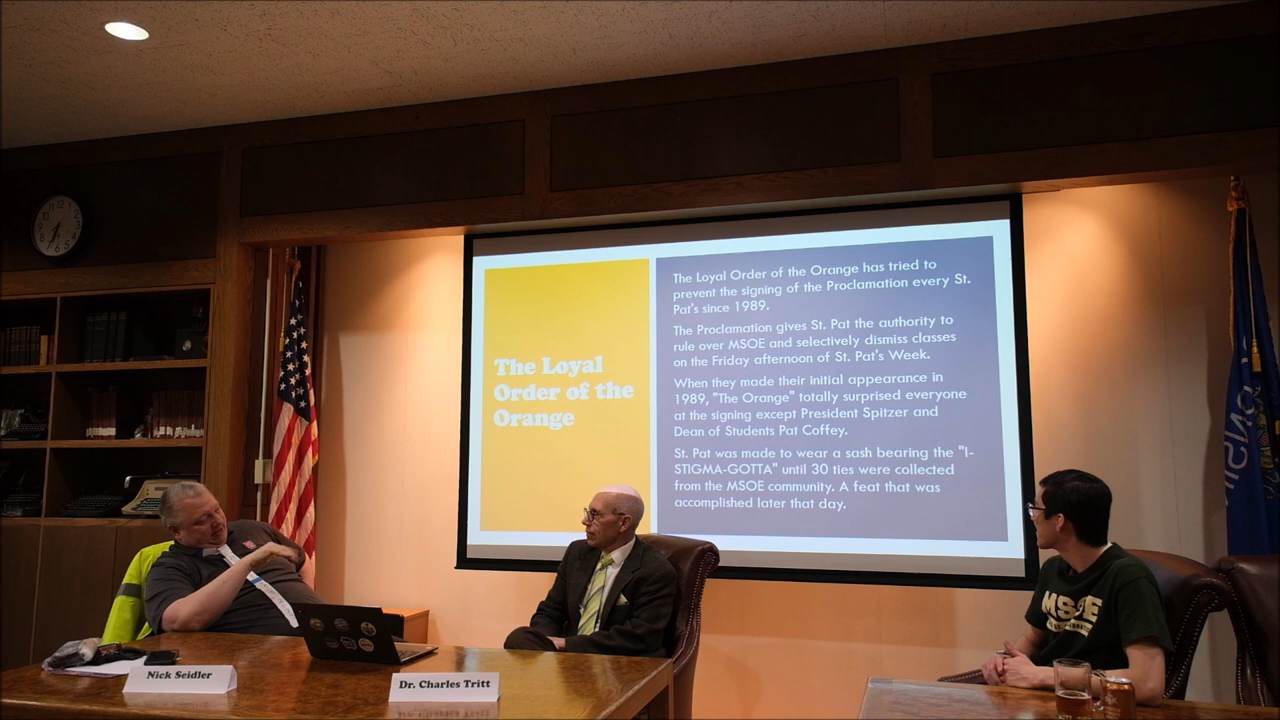 The Loyal
Order of the
Orange
The Loyal Order of the Orange has tried to
prevent the signing of the Proclamation every St.
Pat's since 1989.
The Proclamation gives St. Pat the authority to
rule over MSOE and selectively dismiss classes
on the Friday afternoon of St. Pat's Week.
When they made their initial appearance in
1989, "The Orange" totally surprised everyone
at the signing except President Spitzer and
Dean of Students Pat Coffey.
St. Pat was made to wear a sash bearing the "I-
STIGMA-GOTTA" until 30 ties were collected
from the MSOE community. A feat that was
accomplished later that day.
Nick Seidler
Dr. Charles Tritt
MSOE